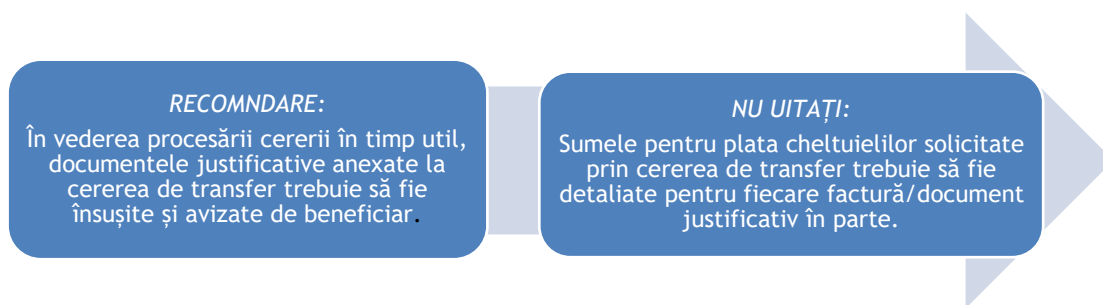 RECOMNDARE:
În vederea procesării cererii în timp util,
documentele justificative anexate la
cererea de transfer trebuie să fie
însușite și avizate de beneficiar.
NU UITAȚI:
Sumele pentru plata cheltuielilor solicitate
prin cererea de transfer trebuie să fie
detaliate pentru fiecare factură/document
justificativ în parte.